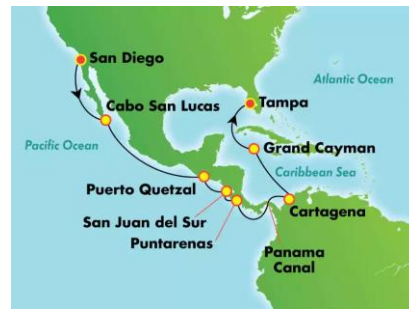 San Diego
Atlantic Ocean
Cabo San Lucas
Tampa
Pacific Ocean
Grand Cayman
Caribbean Sea
Puerto Quetzal
Cartagena
San Juan del Sur
Puntarenas
Panama
Canal